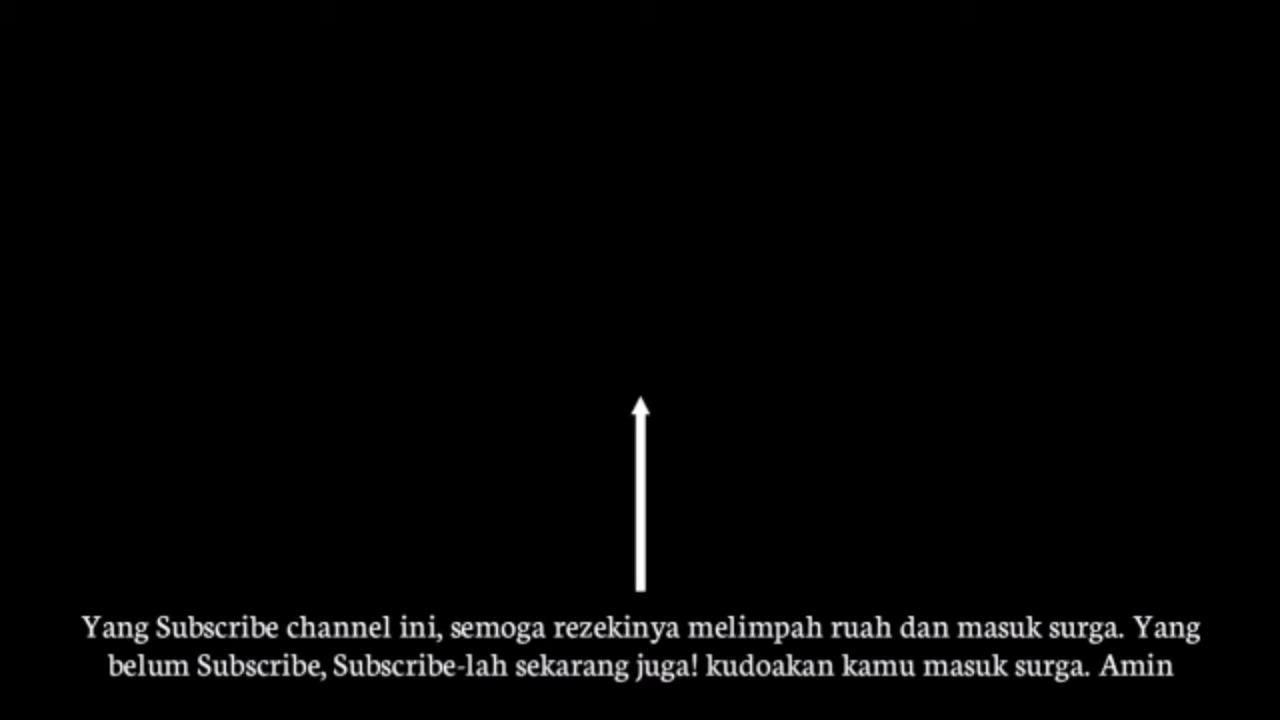 Yang Subscribe channel ini, semoga rezekinya melimpah ruah dan masuk surga. Yang
belum Subscribe, Subscribe-lah sekarang juga! kudoakan kamu masuk surga. Amin